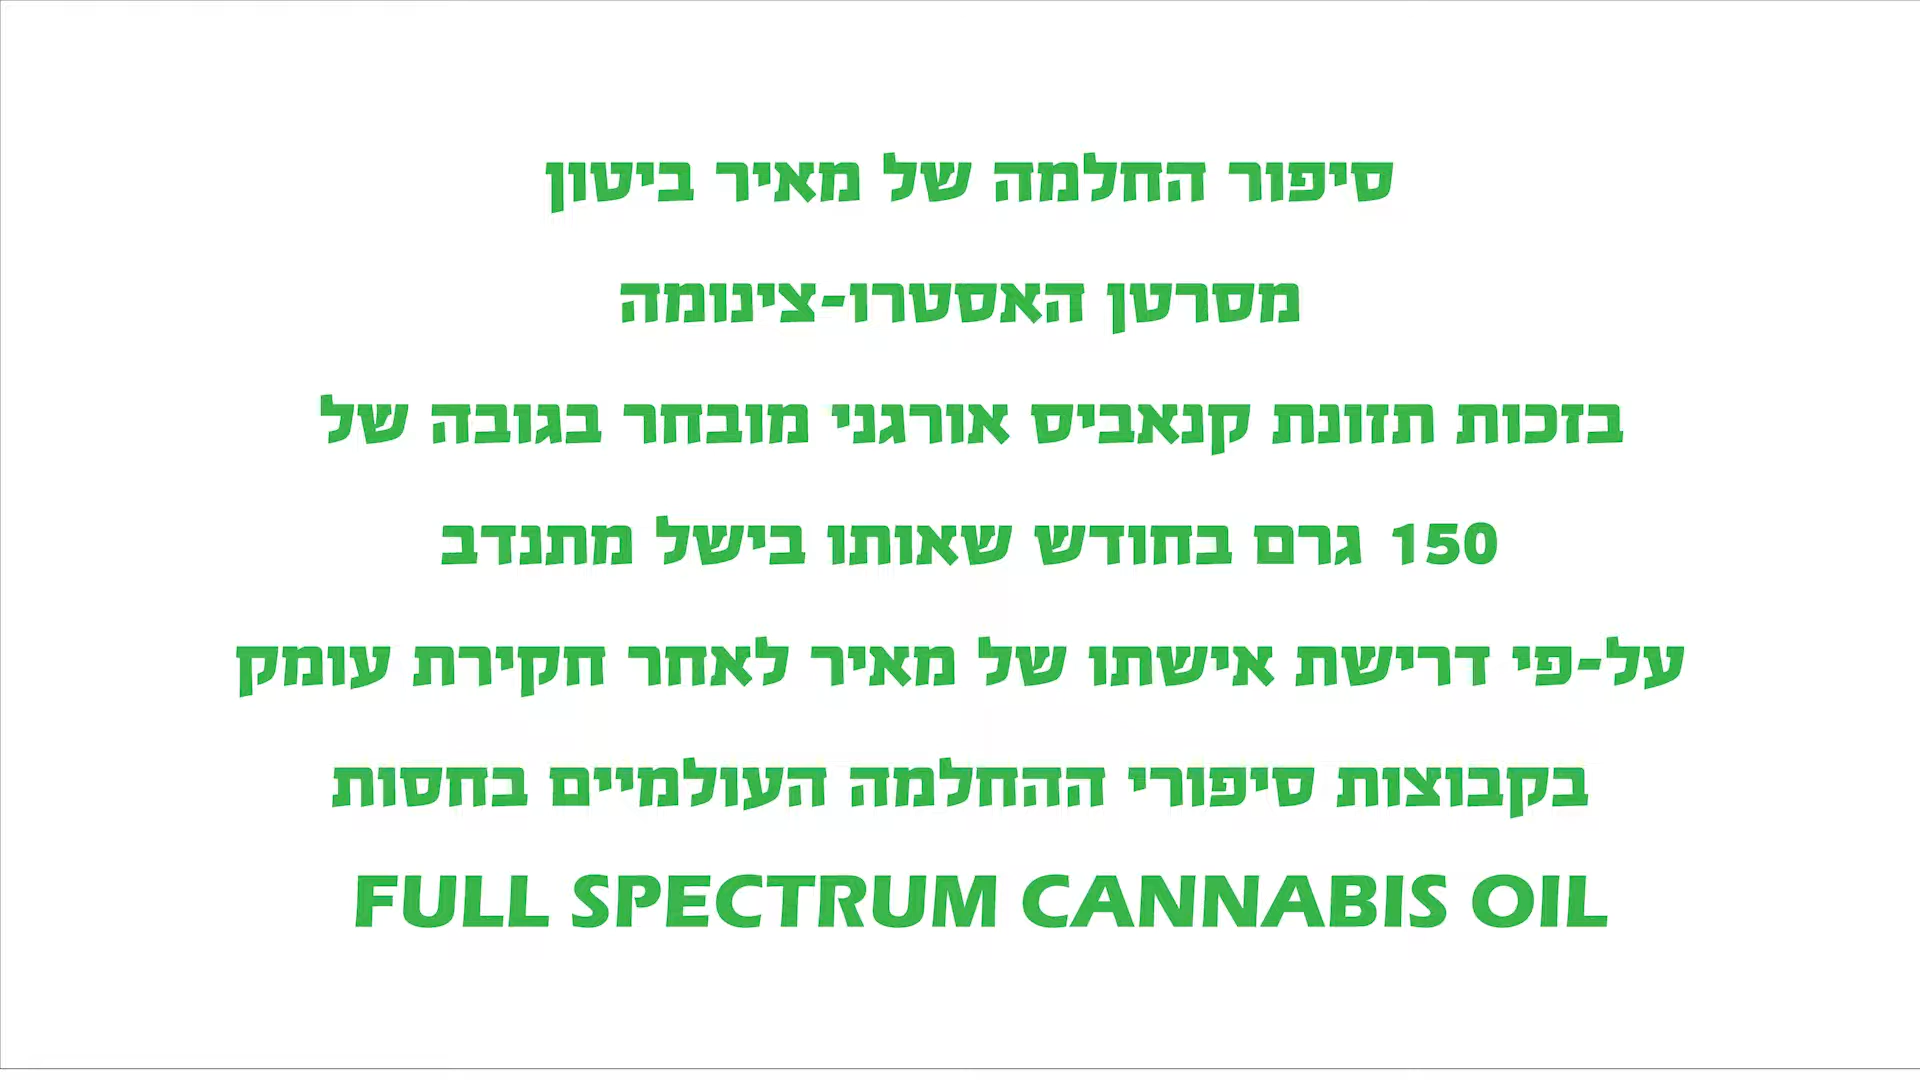 סיפור החלמה של מאיר ביטון
מסרטן האסטרו-צינומה
בזכות תזונת קנאביס אורגני מובחר בגובה של
150 גרם בחודש שאותו בישל מתנדב
על-פי דרישת אישתו של מאיר לאחר חקירת עומק
בקבוצות סיפורי ההחלמה העולמיים בחסות
FULL SPECTRUM CANNABIS OIL